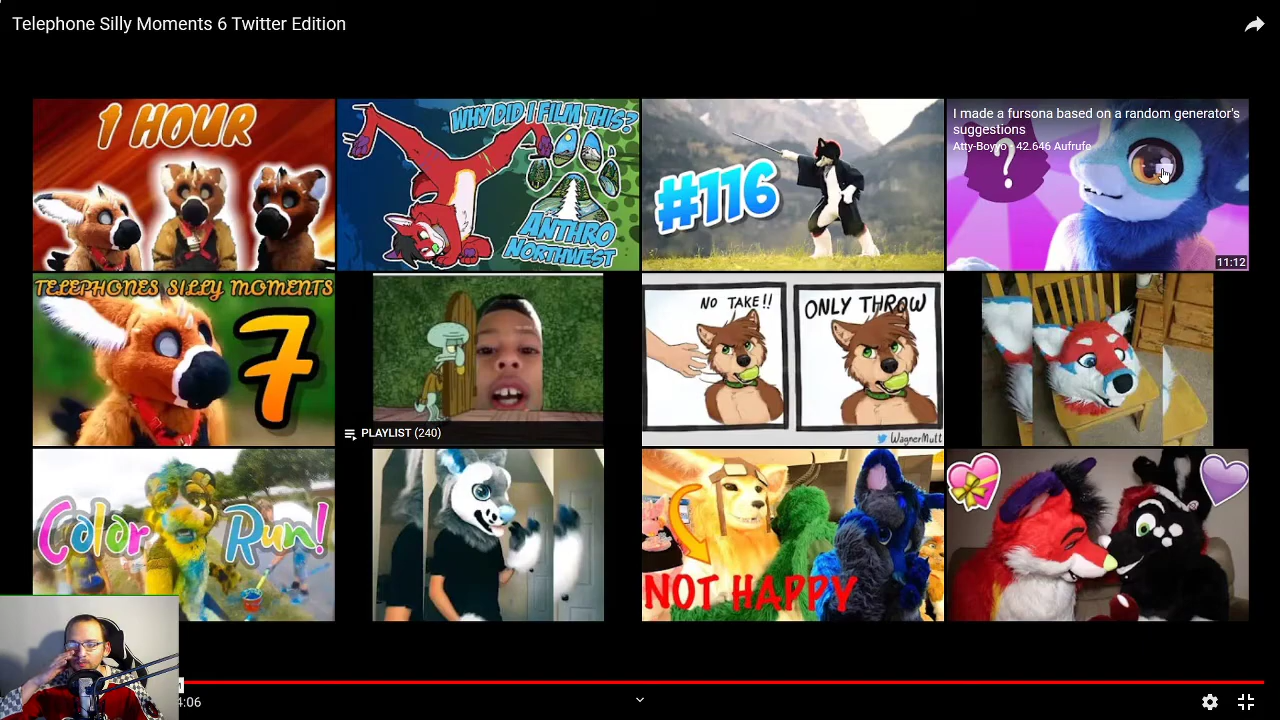 Telephone Silly Moments 6 Twitter Edition
1 HOUR
WHY DID I FILM THIS?
ANTHRO
NORTHWEST
#116
I made a fursona based on a random generator's
suggestions
Atty-Boyyo · 42.646 Aufrufe
?
11:12
TELEPHONES SILLY MOMENTS
7
PLAYLIST (240)
NO TAKE!!
ONLY THROW
WagnerMutt
Color Run!
NOT HAPPY
4:06